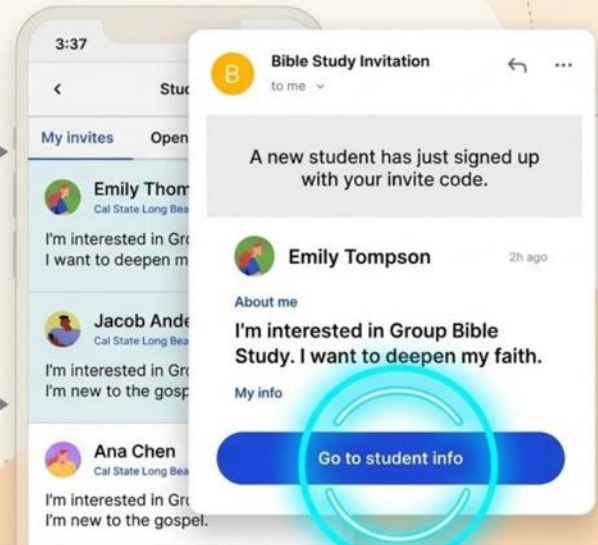 3:37
Stuc
My invites Open
Emily Thom
Cal State Long Bea
I'm interested in Gro
I want to deepen m
Jacob Ande
Cal State Long Bea
I'm interested in Gro
I'm new to the gosp
Ana Chen
Cal State Long Bea
I'm interested in Gro
I'm new to the gospel.
B
Bible Study Invitation
to me
A new student has just signed up
with your invite code.
Emily Tompson 2h ago
About me
I'm interested in Group Bible
Study. I want to deepen my faith.
My info
Go to student info